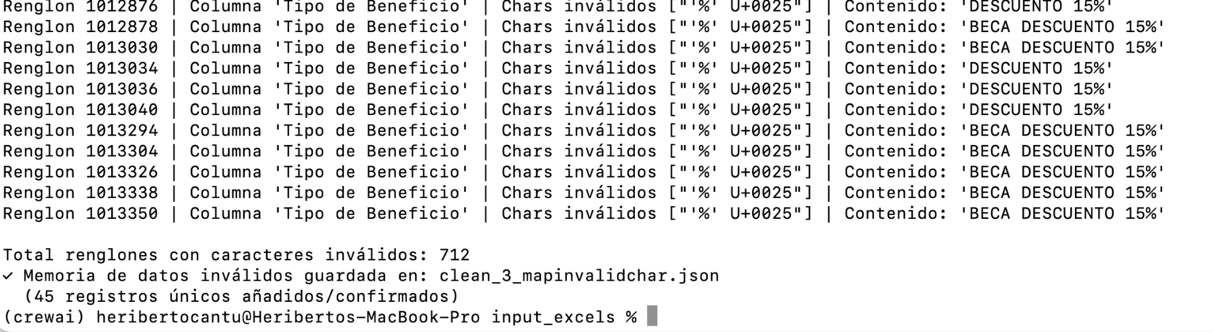 Renglon 1012876 | Columna 'Tipo de Beneficio' | Chars inválidos ["'%' U+0025"] | Contenido: 'DESCUENTO 15%'
Renglon 1012878 | Columna 'Tipo de Beneficio' | Chars inválidos ["'%' U+0025"] | Contenido: 'BECA DESCUENTO 15%'
Renglon 1013030 | Columna 'Tipo de Beneficio' | Chars inválidos ["'%' U+0025"] | Contenido: 'BECA DESCUENTO 15%'
Renglon 1013034 | Columna 'Tipo de Beneficio' | Chars inválidos ["'%' U+0025"] | Contenido: 'DESCUENTO 15%'
Renglon 1013036 | Columna 'Tipo de Beneficio' | Chars inválidos ["'%' U+0025"] | Contenido: 'DESCUENTO 15%'
Renglon 1013040 | Columna 'Tipo de Beneficio' | Chars inválidos ["'%' U+0025"] | Contenido: 'DESCUENTO 15%'
Renglon 1013294 | Columna 'Tipo de Beneficio' | Chars inválidos ["'%' U+0025"] | Contenido: 'BECA DESCUENTO 15%'
Renglon 1013304 | Columna 'Tipo de Beneficio' | Chars inválidos ["'%' U+0025"] | Contenido: 'BECA DESCUENTO 15%'
Renglon 1013326 | Columna 'Tipo de Beneficio' | Chars inválidos ["'%' U+0025"] | Contenido: 'BECA DESCUENTO 15%'
Renglon 1013338 | Columna 'Tipo de Beneficio' | Chars inválidos ["'%' U+0025"] | Contenido: 'BECA DESCUENTO 15%'
Renglon 1013350 | Columna 'Tipo de Beneficio' | Chars inválidos ["'%' U+0025"] | Contenido: 'BECA DESCUENTO 15%'
Total renglones con caracteres inválidos: 712
✓ Memoria de datos inválidos guardada en: clean_3_mapinvalidchar.json
(45 registros únicos añadidos/confirmados)
(crewai) heribertocantu@Heribertos-MacBook-Pro input_excels %